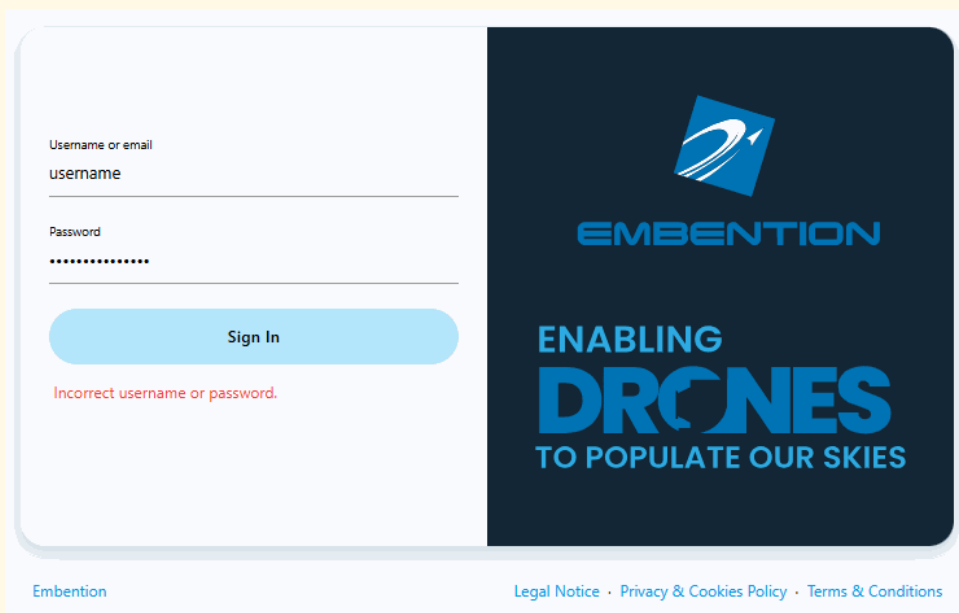 Username or email
username
Password
•••••••••••••••
Sign In
Incorrect username or password.
EMBENTION
ENABLING
DRONES
TO POPULATE OUR SKIES
Embention
Legal Notice · Privacy & Cookies Policy · Terms & Conditions